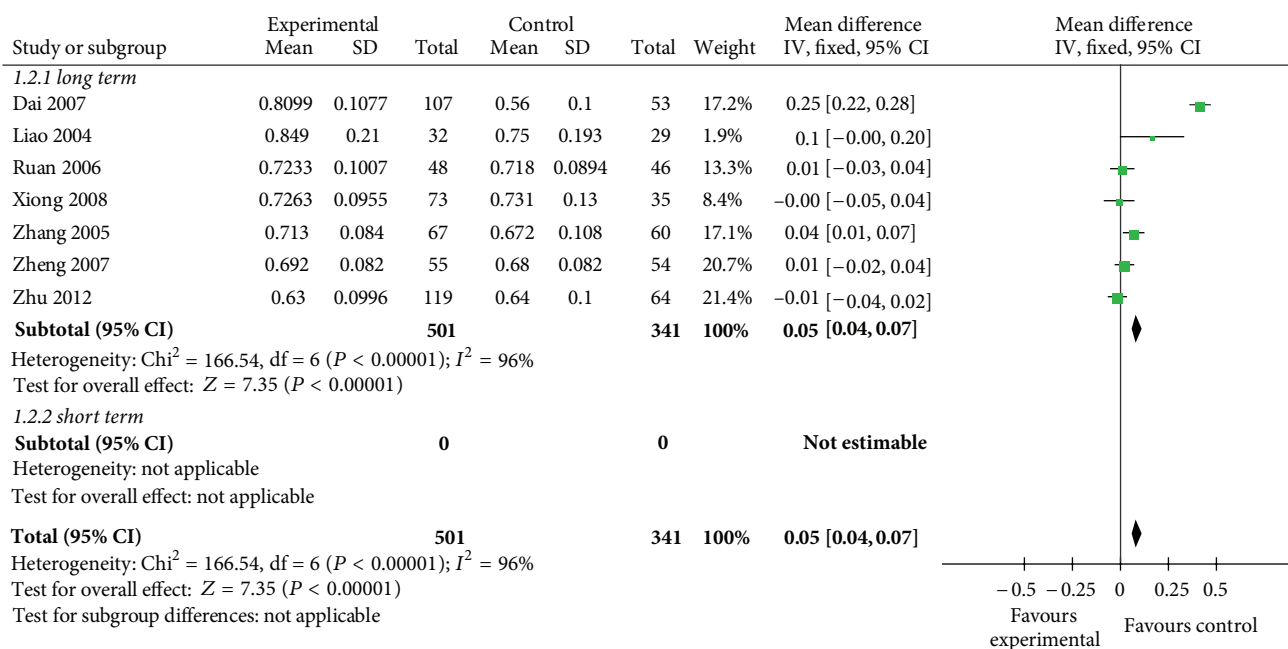 Experimental Control Mean difference Mean difference
Study or subgroup Mean SD Total Mean SD Total Weight IV, fixed, 95% CI IV, fixed, 95% CI
1.2.1 long term
Dai 2007 0.8099 0.1077 107 0.56 0.1 53 17.2% 0.25 [0.22, 0.28]
Liao 2004 0.849 0.21 32 0.75 0.193 29 1.9% 0.1 [−0.00, 0.20]
Ruan 2006 0.7233 0.1007 48 0.718 0.0894 46 13.3% 0.01 [−0.03, 0.04]
Xiong 2008 0.7263 0.0955 73 0.731 0.13 35 8.4% −0.00 [−0.05, 0.04]
Zhang 2005 0.713 0.084 67 0.672 0.108 60 17.1% 0.04 [0.01, 0.07]
Zheng 2007 0.692 0.082 55 0.68 0.082 54 20.7% 0.01 [−0.02, 0.04]
Zhu 2012 0.63 0.0996 119 0.64 0.1 64 21.4% −0.01 [−0.04, 0.02]
Subtotal (95% CI) 501 341 100% 0.05 [0.04, 0.07]
Heterogeneity: Chi² = 166.54, df = 6 (P < 0.00001); I² = 96%
Test for overall effect: Z = 7.35 (P < 0.00001)
1.2.2 short term
Subtotal (95% CI) 0 0 Not estimable
Heterogeneity: not applicable
Test for overall effect: not applicable
Total (95% CI) 501 341 100% 0.05 [0.04, 0.07]
Heterogeneity: Chi² = 166.54, df = 6 (P < 0.00001); I² = 96%
Test for overall effect: Z = 7.35 (P < 0.00001)
Test for subgroup differences: not applicable
−0.5 −0.25 0 0.25 0.5
Favours experimental Favours control